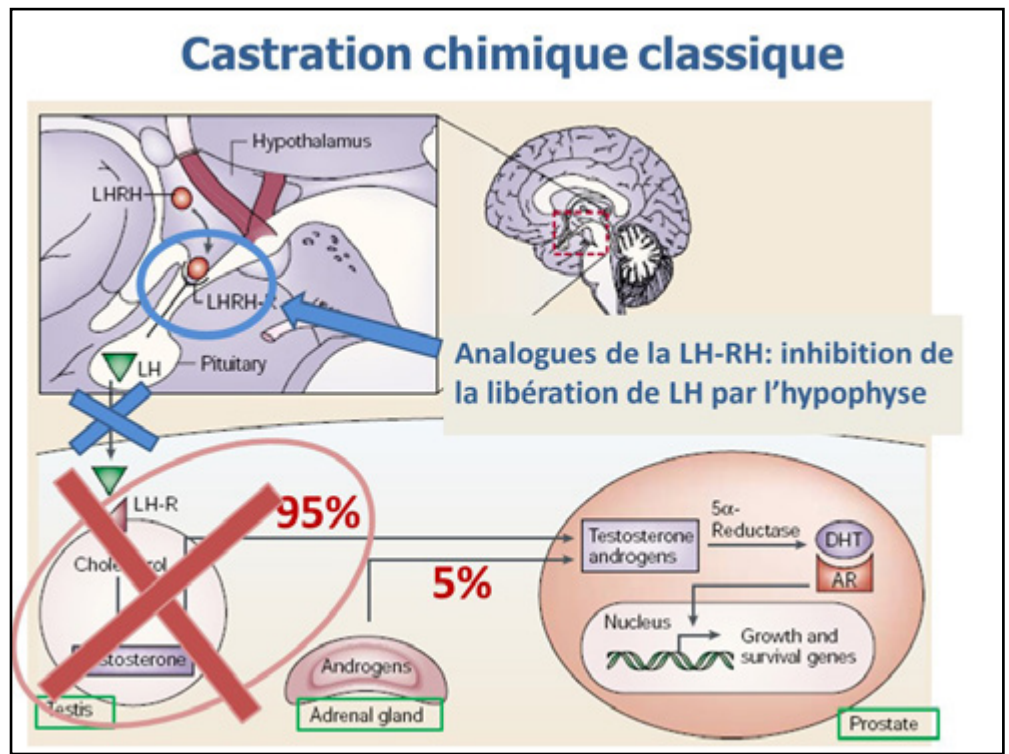 Castration chimique classique
Hypothalamus
LHRH
LHRH-R
LH
Pituitary
Analogues de la LH-RH: inhibition de
la libération de LH par l’hypophyse
LH-R
95%
5%
Testosterone
androgens
5α-
Reductase
DHT
AR
Nucleus
Growth and
survival genes
Androgens
Adrenal gland
Testis
Prostate